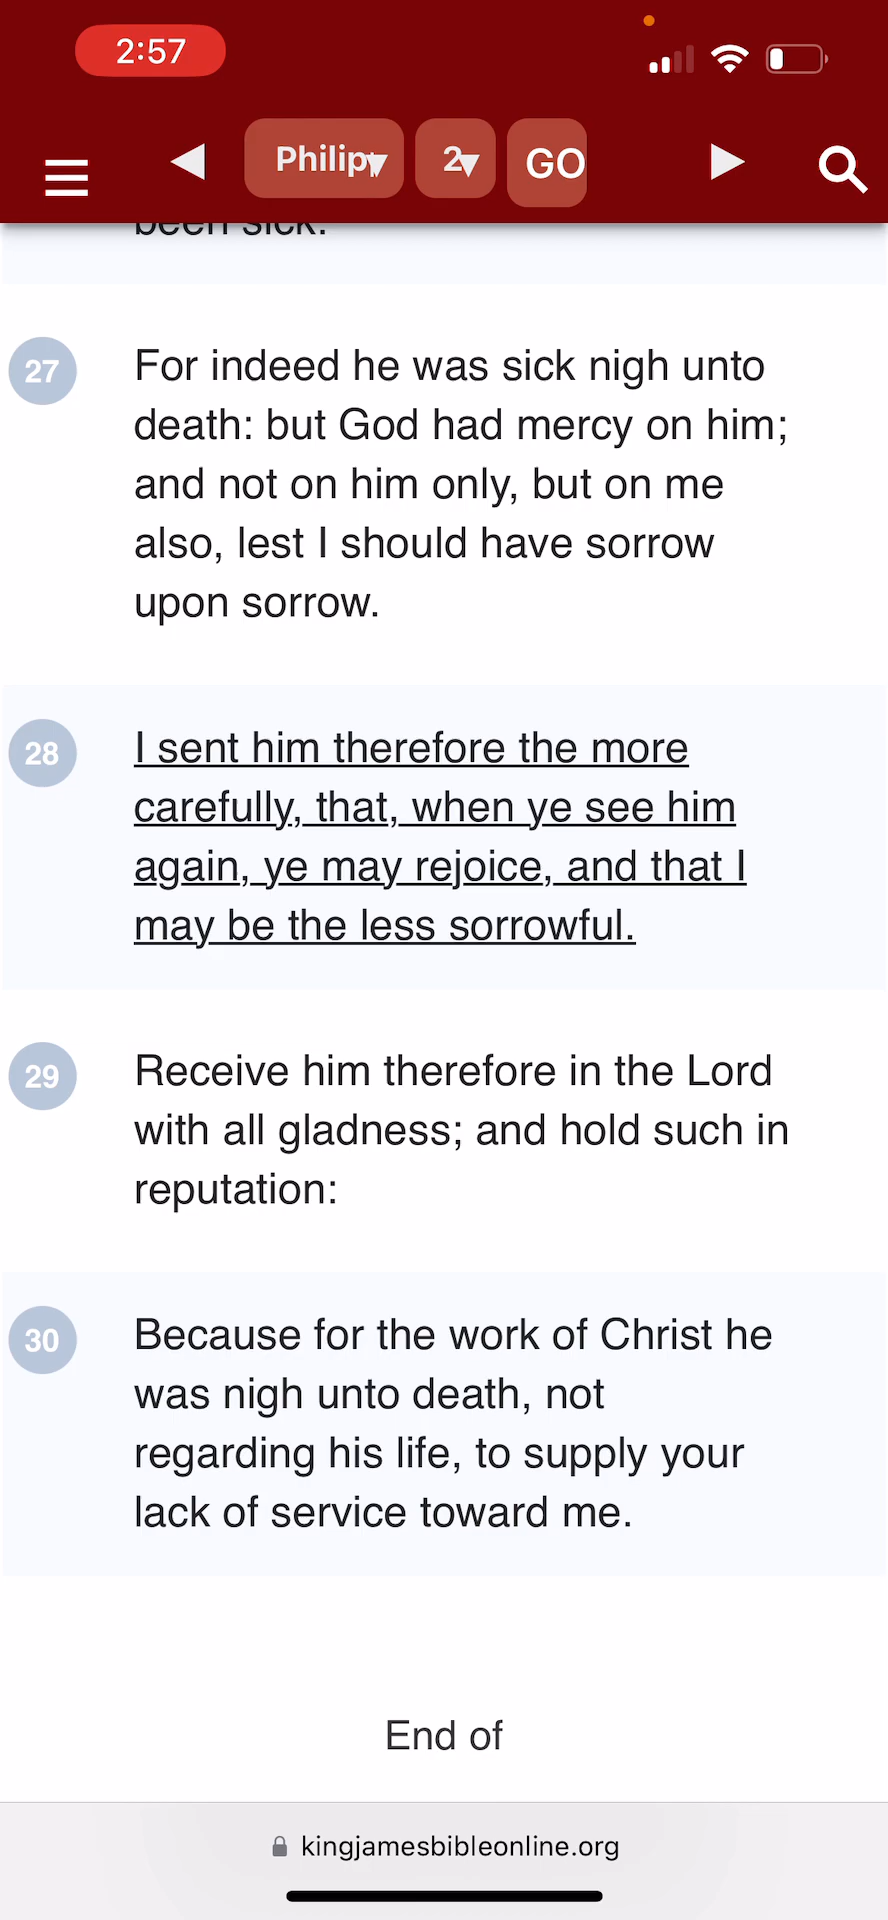 2:57
Philip
2
GO
been sick.
27
For indeed he was sick nigh unto
death: but God had mercy on him;
and not on him only, but on me
also, lest I should have sorrow
upon sorrow.
28
I sent him therefore the more
carefully, that, when ye see him
again, ye may rejoice, and that I
may be the less sorrowful.
29
Receive him therefore in the Lord
with all gladness; and hold such in
reputation:
30
Because for the work of Christ he
was nigh unto death, not
regarding his life, to supply your
lack of service toward me.
End of
kingjamesbibleonline.org